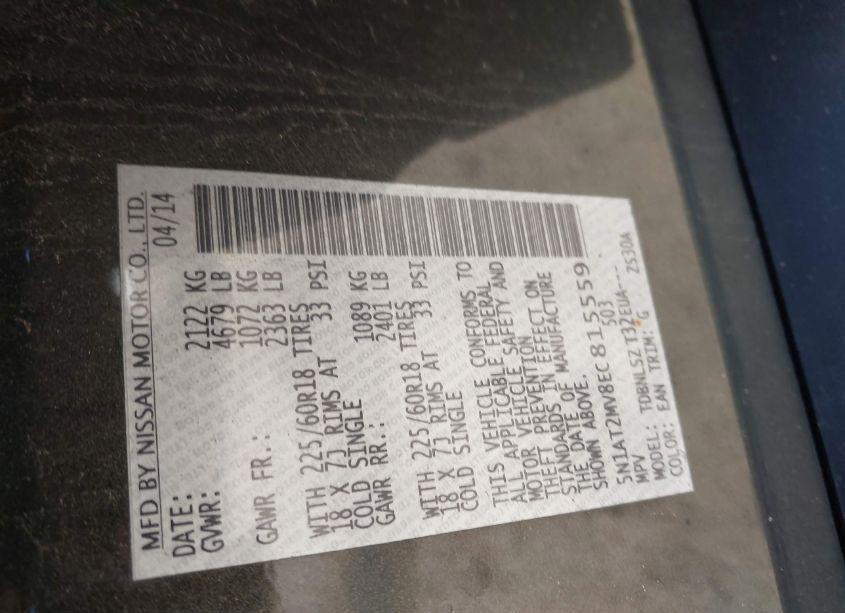 MFD BY NISSAN MOTOR CO., LTD.
DATE: 04/14
GVWR: 2122 KG
4679 LB
GAWR FR.: 1072 KG
2363 LB
WITH 225/60R18 TIRES
18 X 7J RIMS AT 33 PSI
COLD SINGLE
GAWR RR.: 1089 KG
2401 LB
WITH 225/60R18 TIRES
18 X 7J RIMS AT 33 PSI
COLD SINGLE
THIS VEHICLE CONFORMS TO
ALL APPLICABLE FEDERAL
MOTOR VEHICLE SAFETY AND
THEFT PREVENTION
STANDARDS IN EFFECT ON
THE DATE OF MANUFACTURE
SHOWN ABOVE.
5N1AT2MV8EC815559
MPV 503
MODEL: TDBNLSZ T32EUA---
COLOR: EAN TRIM: G 2S30A